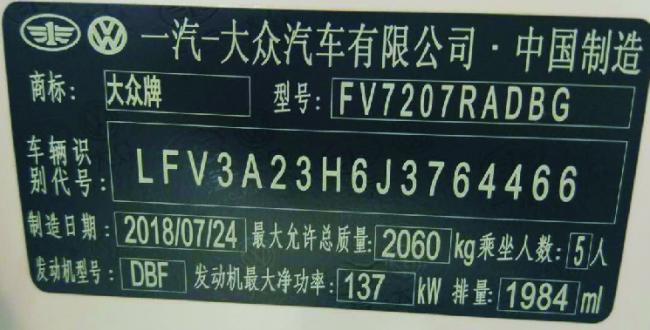 一汽-大众汽车有限公司·中国制造
商标: 大众牌 型号: FV7207RADBG
车辆识别代号: LFV3A23H6J3764466
制造日期: 2018/07/24 最大允许总质量: 2060 kg 乘坐人数: 5 人
发动机型号: DBF 发动机最大净功率: 137 kW 排量: 1984 ml